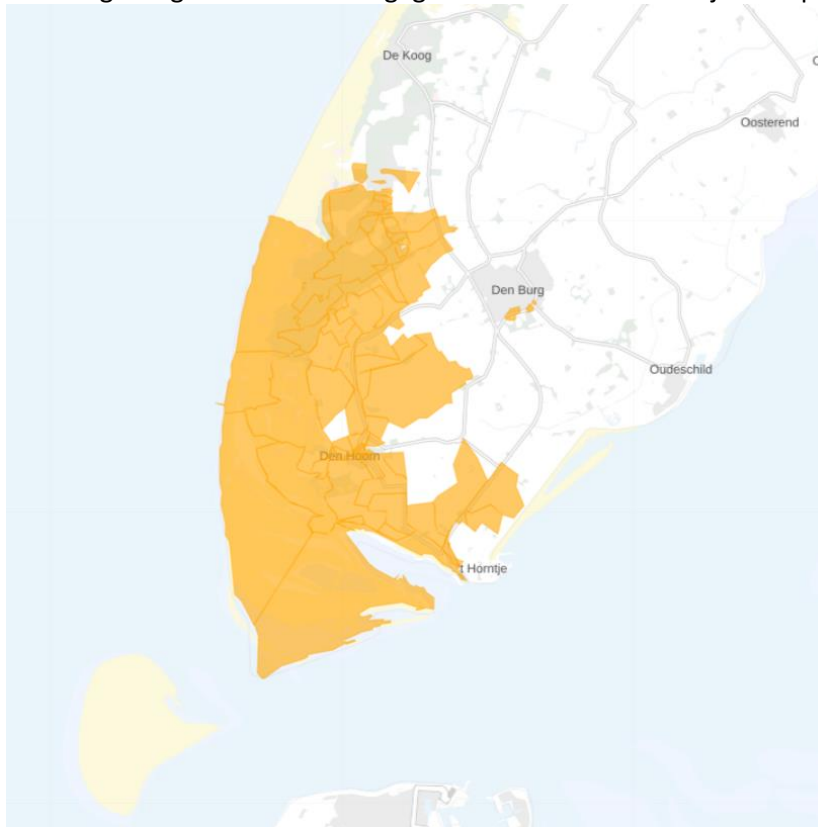 De Koog
Oosterend
Den Burg
Oudeschild
Den Hoorn
't Horntje